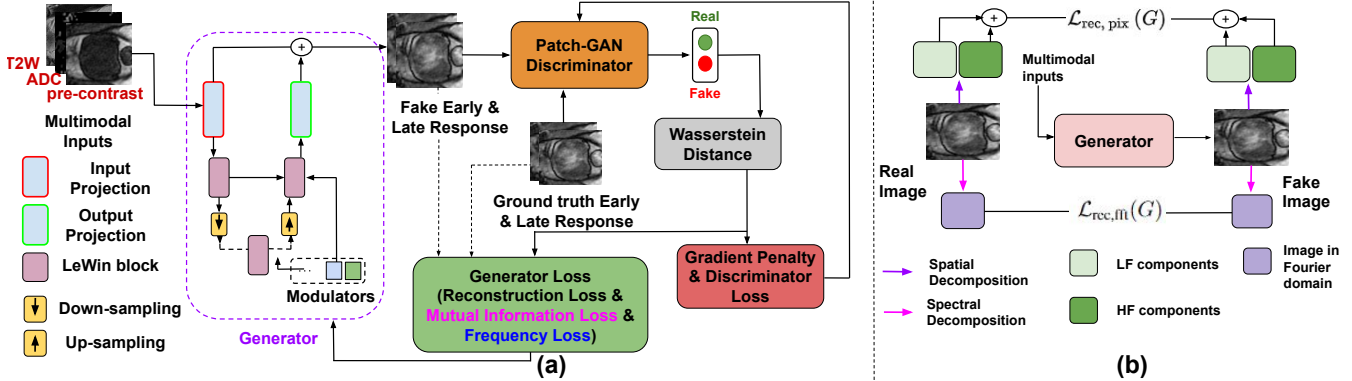 T2W
ADC
pre-contrast
Multimodal
Inputs
Input
Projection
Output
Projection
LeWin block
Down-sampling
Up-sampling
Modulators
Generator
Fake Early &
Late Response
Patch-GAN
Discriminator
Real
Fake
Ground truth Early
& Late Response
Wasserstein
Distance
Generator Loss
(Reconstruction Loss &
Mutual Information Loss &
Frequency Loss)
Gradient Penalty
& Discriminator
Loss
(a)
+
+
ℒrec, pix (G)
+
Multimodal
inputs
Generator
Real
Image
Fake
Image
ℒrec,fft(G)
Spatial
Decomposition
Spectral
Decomposition
LF components
HF components
Image in
Fourier
domain
(b)